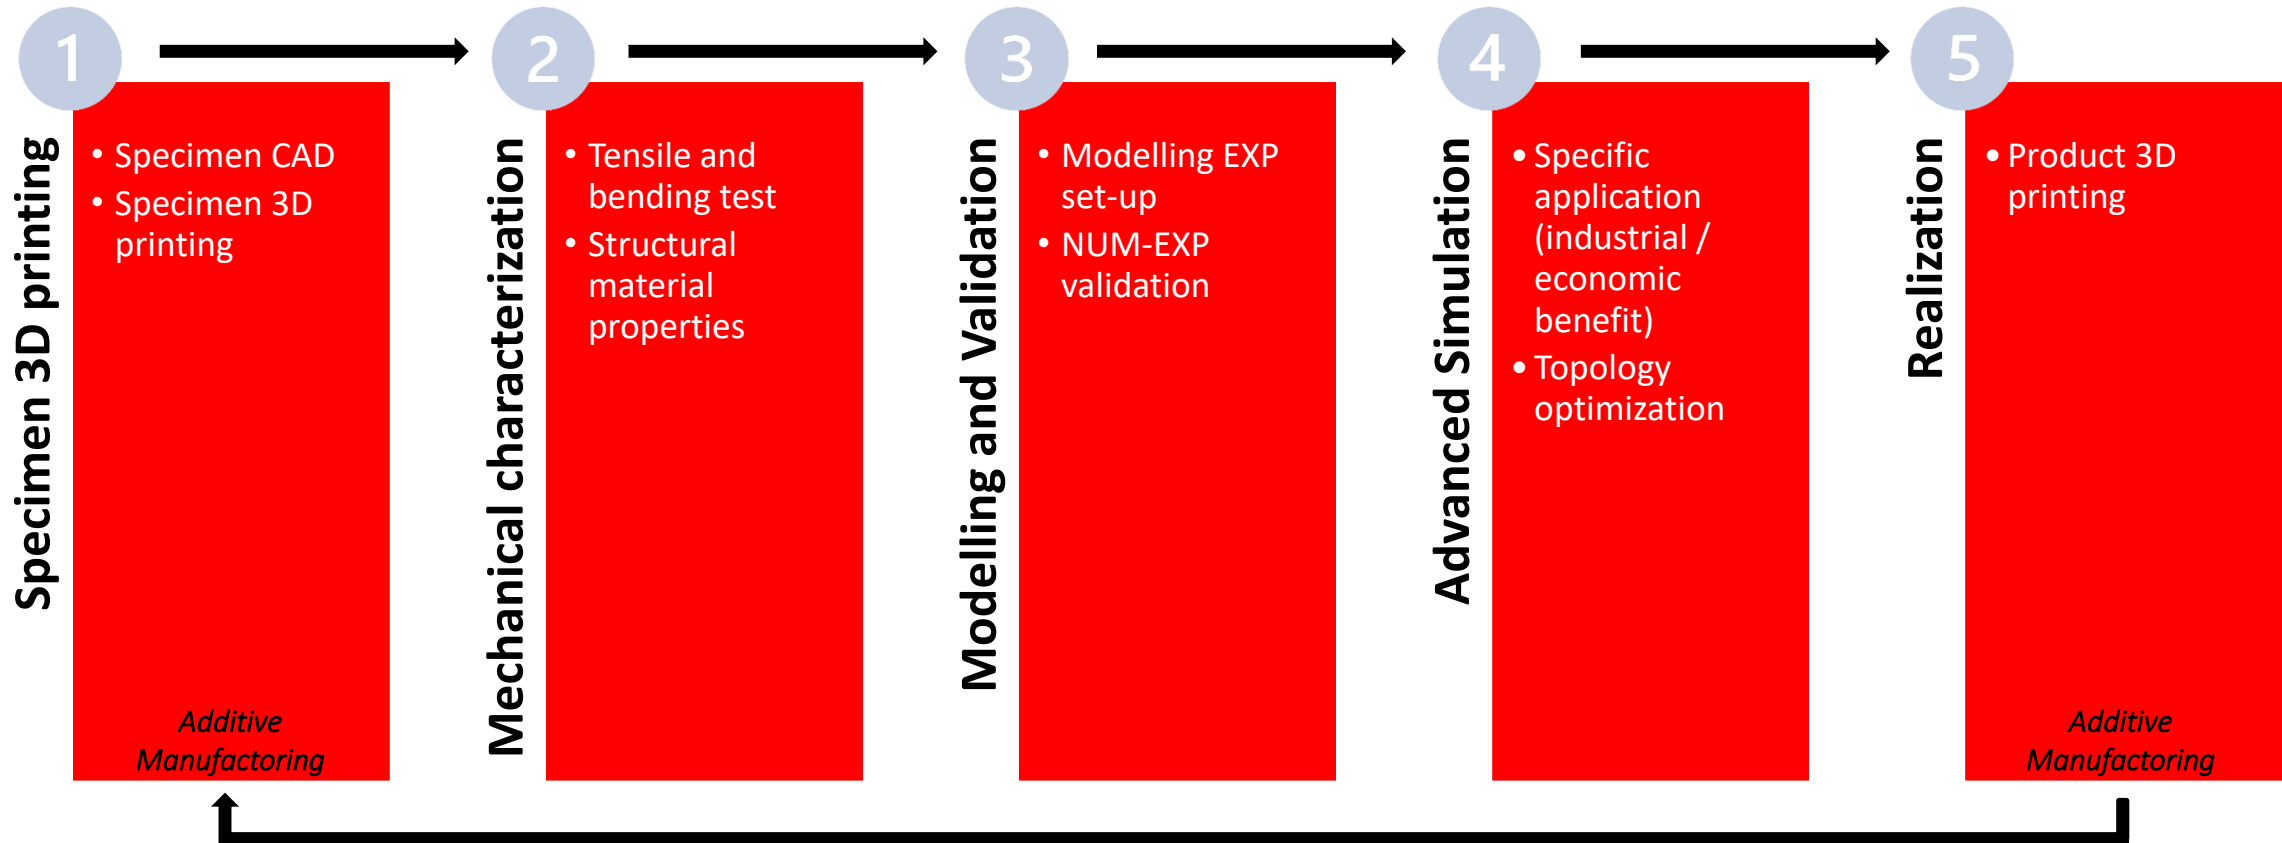 1
Specimen 3D printing
• Specimen CAD
• Specimen 3D
printing
Additive
Manufactoring
2
Mechanical characterization
• Tensile and
bending test
• Structural
material
properties
3
Modelling and Validation
• Modelling EXP
set-up
• NUM-EXP
validation
4
Advanced Simulation
• Specific
application
(industrial /
economic
benefit)
• Topology
optimization
5
Realization
• Product 3D
printing
Additive
Manufactoring